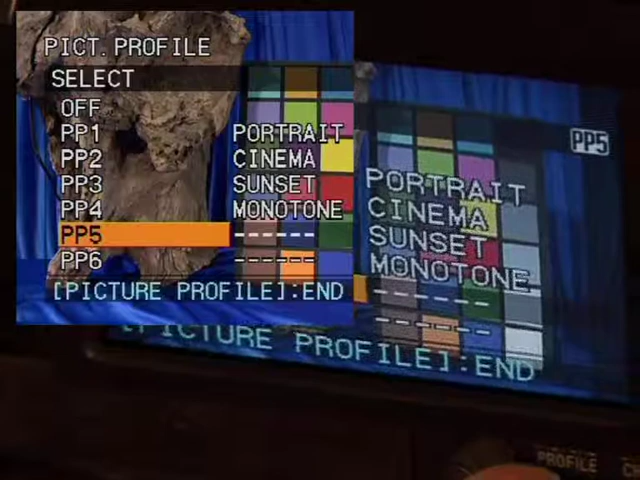 PICT. PROFILE
SELECT
OFF
PP1 PORTRAIT
PP2 CINEMA
PP3 SUNSET
PP4 MONOTONE
PP5 ------
PP6 ------
[PICTURE PROFILE]:END
PP5
PORTRAIT
CINEMA
SUNSET
MONOTONE
------
------
[PICTURE PROFILE]:END
PROFILE